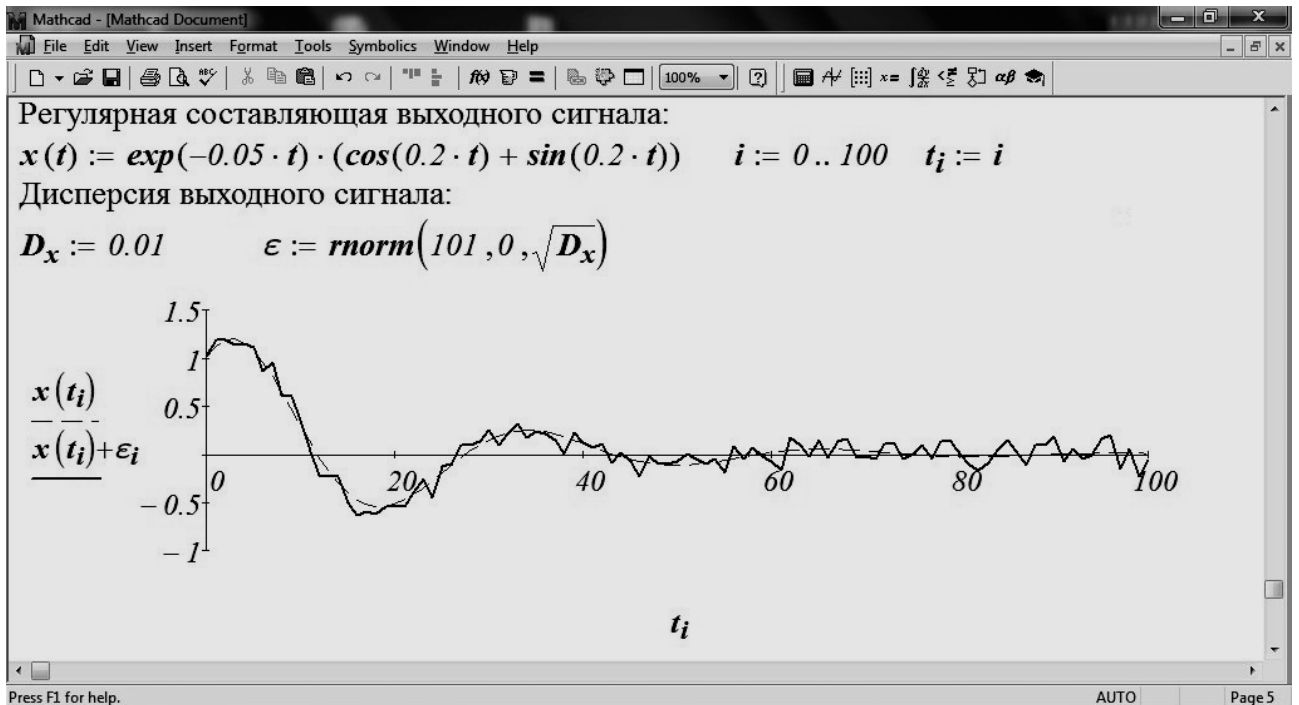 Mathcad - [Mathcad Document]
File Edit View Insert Format Tools Symbolics Window Help
100%
Регулярная составляющая выходного сигнала:
x(t) := exp(−0.05 · t) · (cos(0.2 · t) + sin(0.2 · t)) i := 0 .. 100 tᵢ := i
Дисперсия выходного сигнала:
Dₓ := 0.01 ε := rnorm(101 , 0 , √Dₓ)
1.5
1
0.5
0 20 40 60 80 100
− 0.5
− 1
x(tᵢ)
x(tᵢ)+εᵢ
tᵢ
Press F1 for help. AUTO Page 5